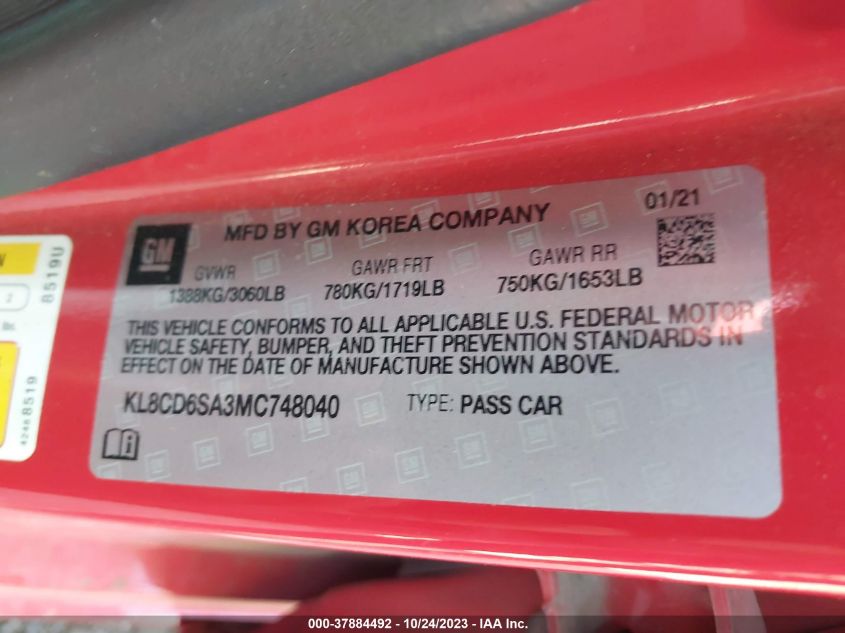 GM
MFD BY GM KOREA COMPANY
01/21
GVWR
GAWR FRT
GAWR RR
1388KG/3060LB
780KG/1719LB
750KG/1653LB
THIS VEHICLE CONFORMS TO ALL APPLICABLE U.S. FEDERAL MOTOR
VEHICLE SAFETY, BUMPER, AND THEFT PREVENTION STANDARDS IN
EFFECT ON THE DATE OF MANUFACTURE SHOWN ABOVE.
KL8CD6SA3MC748040
TYPE: PASS CAR
8519U
42468519
000-37884492 - 10/24/2023 - IAA Inc.